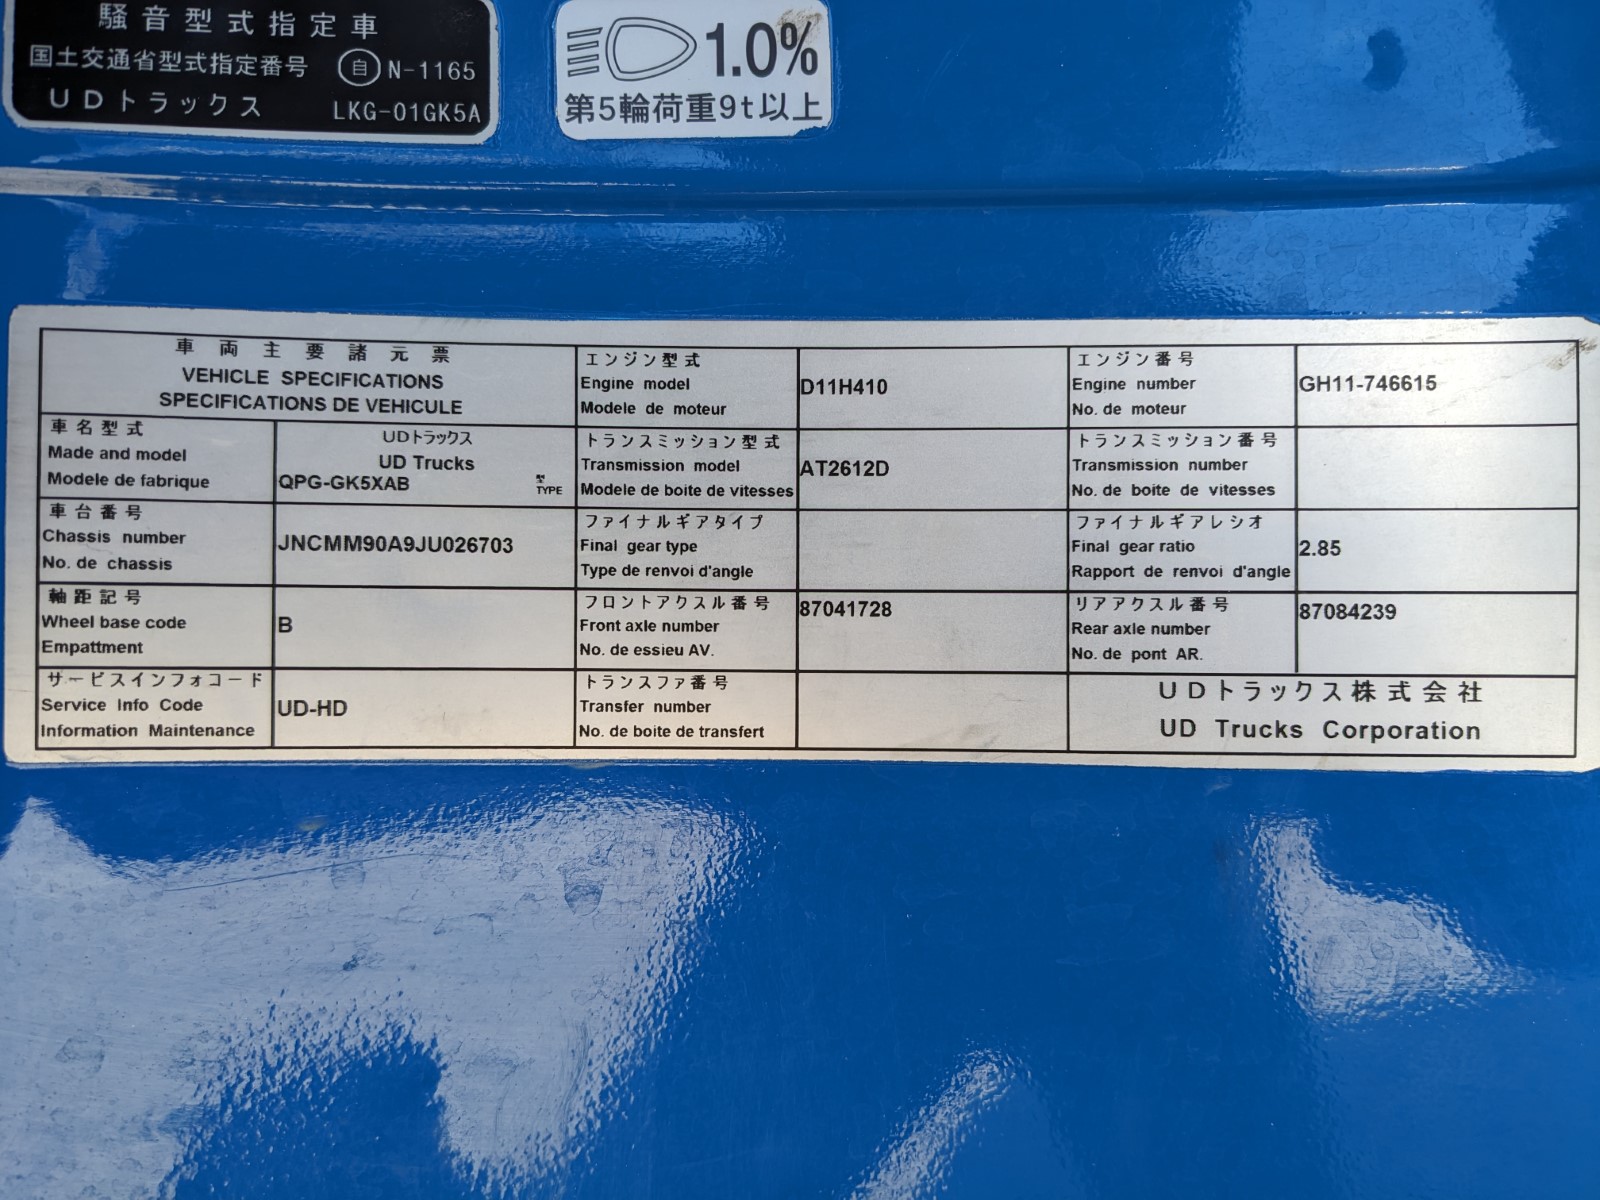 騒音型式指定車
国土交通省型式指定番号 自 N-1165
UDトラックス LKG-01GK5A
1.0%
第5輪荷重9t以上
車両主要諸元票
VEHICLE SPECIFICATIONS
SPECIFICATIONS DE VEHICULE
エンジン型式
Engine model
Modele de moteur
D11H410
エンジン番号
Engine number
No. de moteur
GH11-746615
車名型式
Made and model
Modele de fabrique
UDトラックス
UD Trucks
QPG-GK5XAB
型
TYPE
トランスミッション型式
Transmission model
Modele de boite de vitesses
AT2612D
トランスミッション番号
Transmission number
No. de boite de vitesses
車台番号
Chassis number
No. de chassis
JNCMM90A9JU026703
ファイナルギアタイプ
Final gear type
Type de renvoi d'angle
ファイナルギアレシオ
Final gear ratio
Rapport de renvoi d'angle
2.85
軸距記号
Wheel base code
Empattment
B
フロントアクスル番号
Front axle number
No. de essieu AV.
87041728
リアアクスル番号
Rear axle number
No. de pont AR.
87084239
サービスインフォコード
Service Info Code
Information Maintenance
UD-HD
トランスファ番号
Transfer number
No. de boite de transfert
UDトラックス株式会社
UD Trucks Corporation